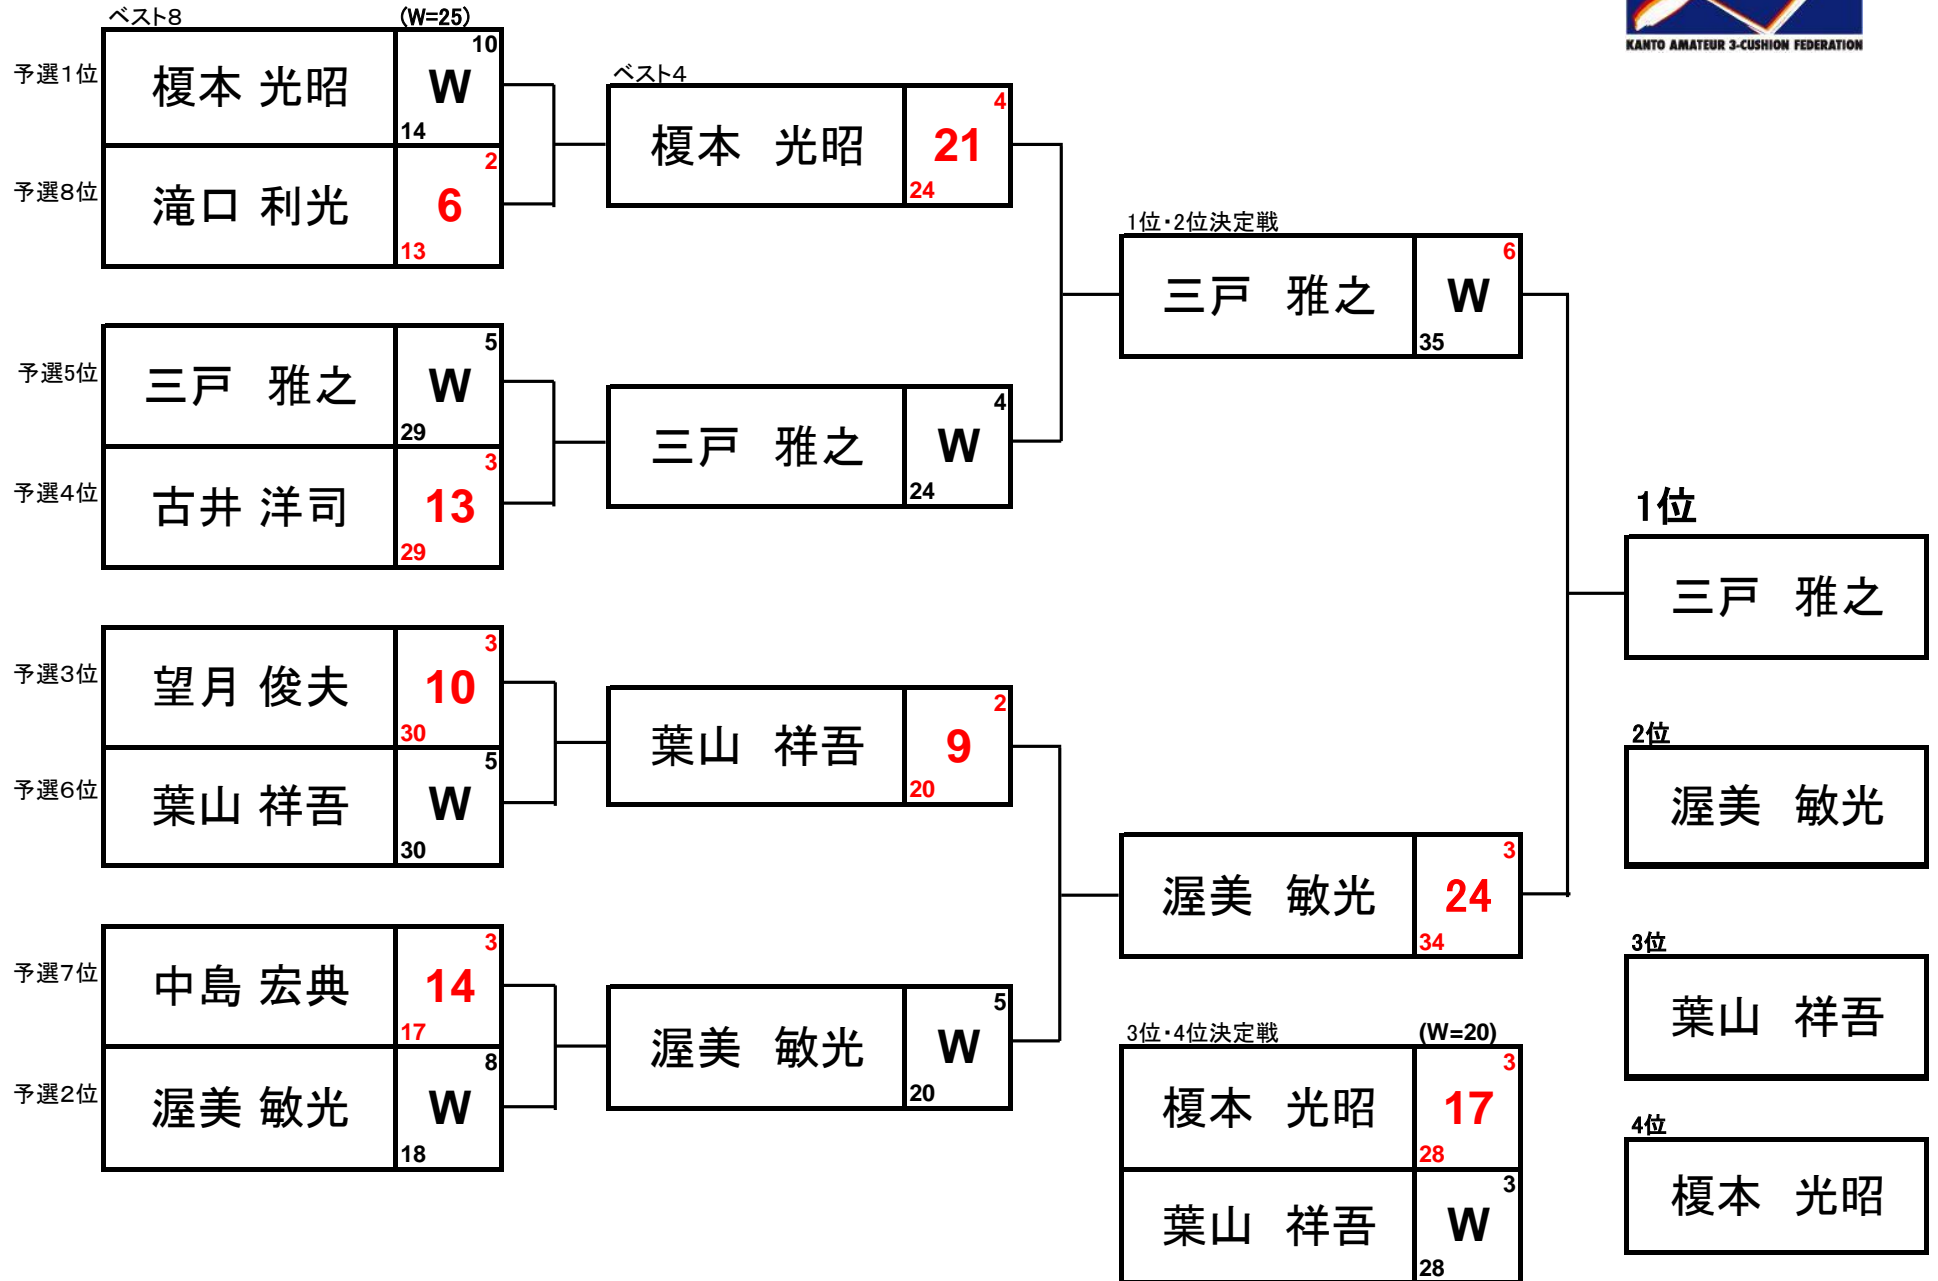 KANTO AMATEUR 3-CUSHION FEDERATION
ベスト8 (W=25)
予選1位 榎本 光昭 W 10 14
予選8位 滝口 利光 6 2 13
予選5位 三戸 雅之 W 5 29
予選4位 古井 洋司 13 3 29
予選3位 望月 俊夫 10 3 30
予選6位 葉山 祥吾 W 5 30
予選7位 中島 宏典 14 3 17
予選2位 渥美 敏光 W 8 18
ベスト4
榎本 光昭 21 4 24
三戸 雅之 W 4 24
葉山 祥吾 9 2 20
渥美 敏光 W 5 20
1位・2位決定戦
三戸 雅之 W 6 35
渥美 敏光 24 3 34
3位・4位決定戦 (W=20)
榎本 光昭 17 3 28
葉山 祥吾 W 3 28
1位
三戸 雅之
2位
渥美 敏光
3位
葉山 祥吾
4位
榎本 光昭